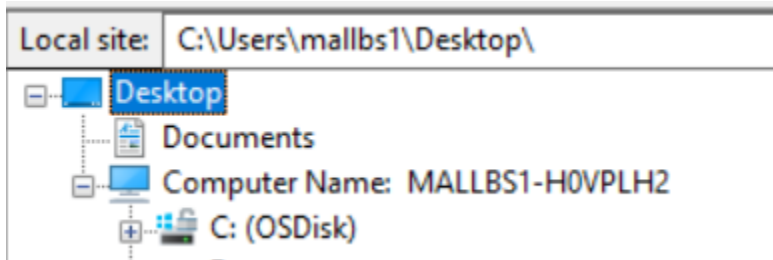 Local site: C:\Users\mallbs1\Desktop\
Desktop
Documents
Computer Name: MALLBS1-H0VPLH2
C: (OSDisk)